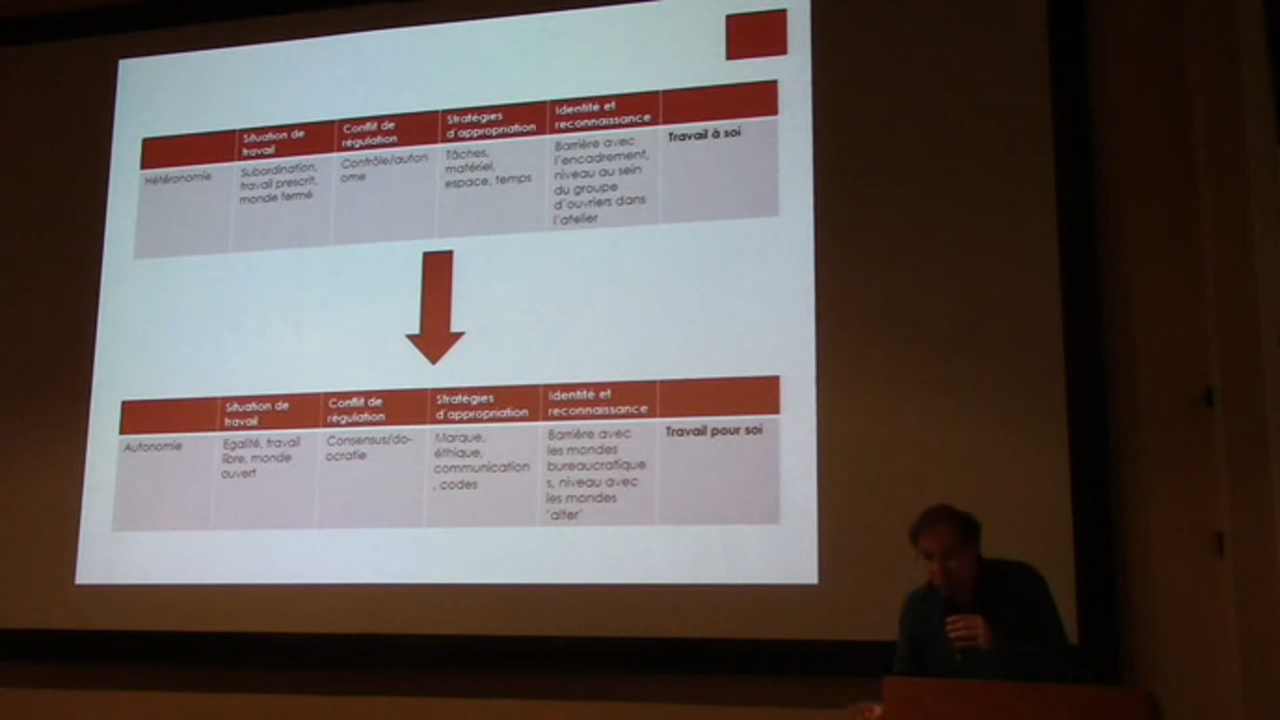 Situation de
travail
Conflit de
régulation
Stratégies
d'appropriation
Identité et
reconnaissance
Hétéronomie
Subordination,
travail prescrit,
monde fermé
Contrôle/auton
ome
Tâches,
matériel,
espace, temps
Barrière avec
l'encadrement,
niveau au sein
du groupe
d'ouvriers dans
l'atelier
Travail à soi
Situation de
travail
Conflit de
régulation
Stratégies
d'appropriation
Identité et
reconnaissance
Autonomie
Egalité, travail
libre, monde
ouvert
Consensus/do-
ocratie
Marque,
éthique,
communication
, codes
Barrière avec
les mondes
bureaucratique
s, niveau avec
les mondes
"alter"
Travail pour soi